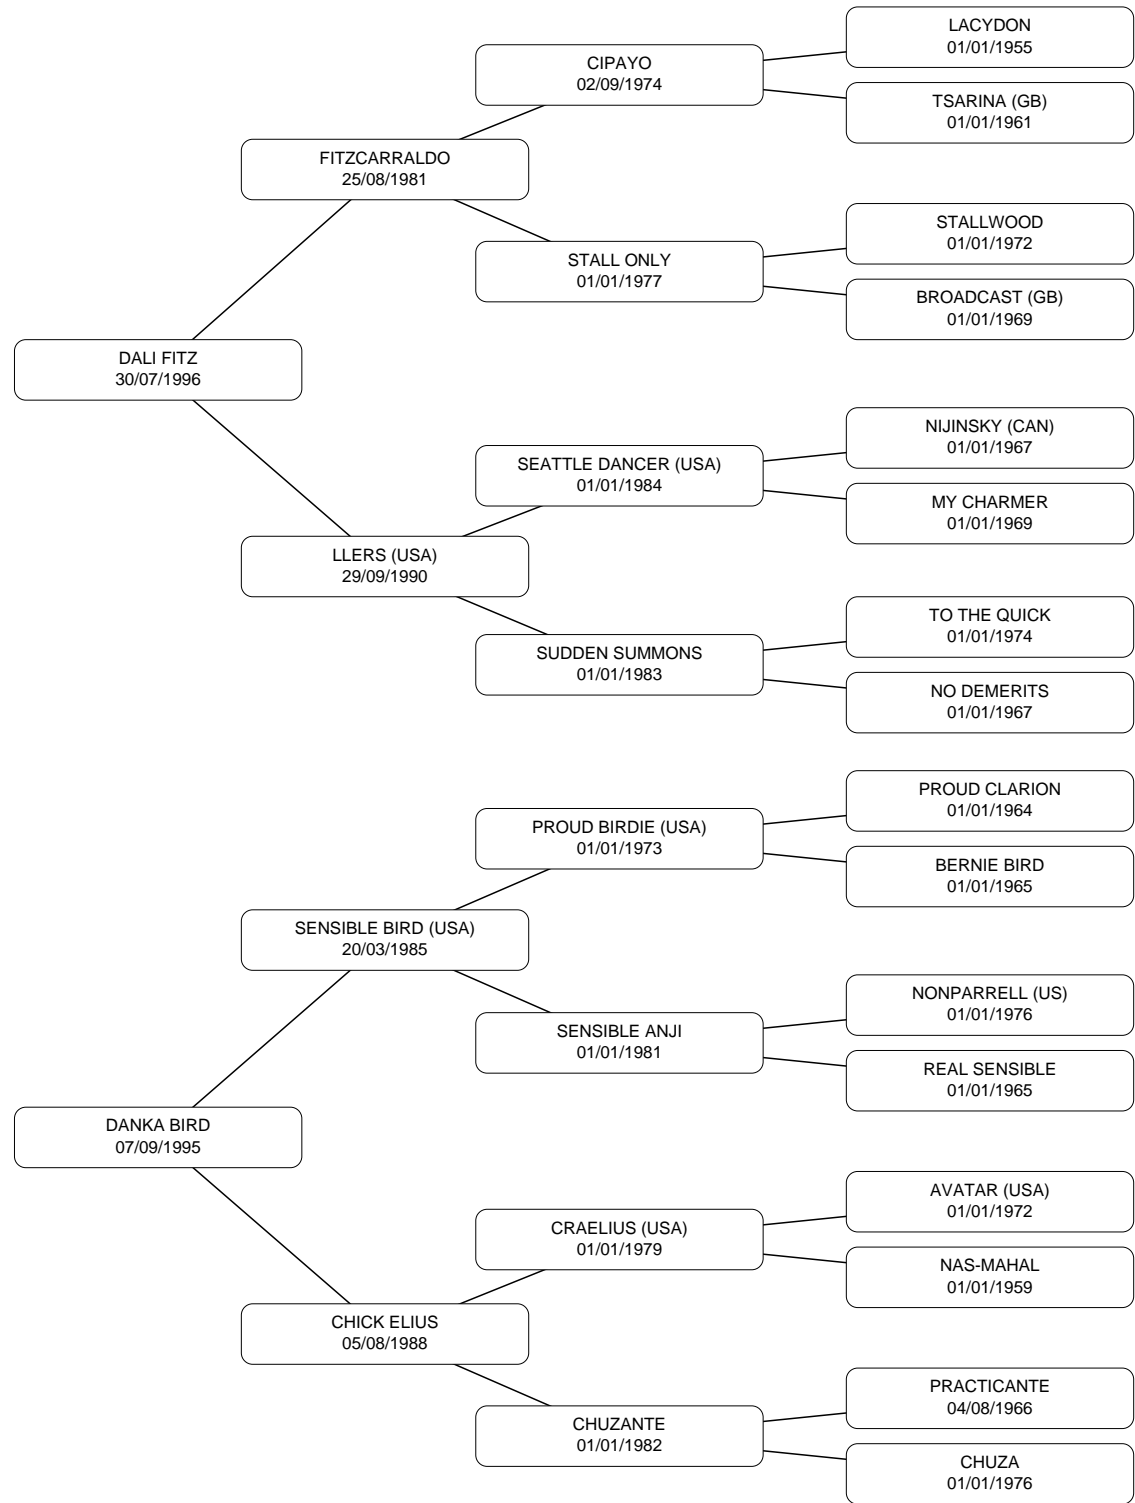 LACYDON
01/01/1955
CIPAYO
02/09/1974
TSARINA (GB)
01/01/1961
FITZCARRALDO
25/08/1981
STALLWOOD
01/01/1972
STALL ONLY
01/01/1977
BROADCAST (GB)
01/01/1969
DALI FITZ
30/07/1996
NIJINSKY (CAN)
01/01/1967
SEATTLE DANCER (USA)
01/01/1984
MY CHARMER
01/01/1969
LLERS (USA)
29/09/1990
TO THE QUICK
01/01/1974
SUDDEN SUMMONS
01/01/1983
NO DEMERITS
01/01/1967
PROUD CLARION
01/01/1964
PROUD BIRDIE (USA)
01/01/1973
BERNIE BIRD
01/01/1965
SENSIBLE BIRD (USA)
20/03/1985
NONPARRELL (US)
01/01/1976
SENSIBLE ANJI
01/01/1981
REAL SENSIBLE
01/01/1965
DANKA BIRD
07/09/1995
AVATAR (USA)
01/01/1972
CRAELIUS (USA)
01/01/1979
NAS-MAHAL
01/01/1959
CHICK ELIUS
05/08/1988
PRACTICANTE
04/08/1966
CHUZANTE
01/01/1982
CHUZA
01/01/1976